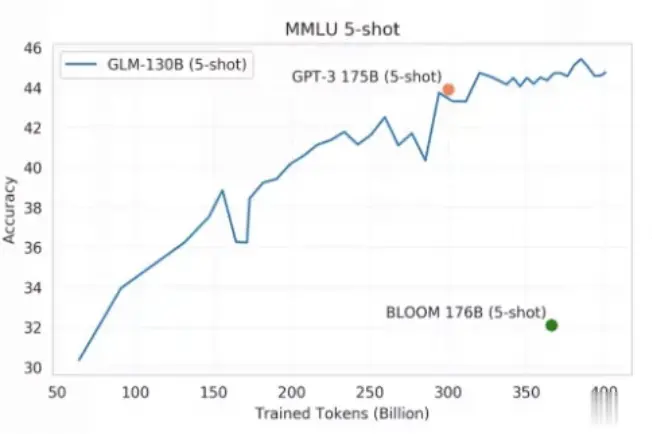 MMLU 5-shot
46
GLM-130B (5-shot)
GPT-3 175B (5-shot)
44
42
40
Accuracy
38
36
34
BLOOM 176B (5-shot)
32
30
50 100 150 200 250 300 350 400
Trained Tokens (Billion)